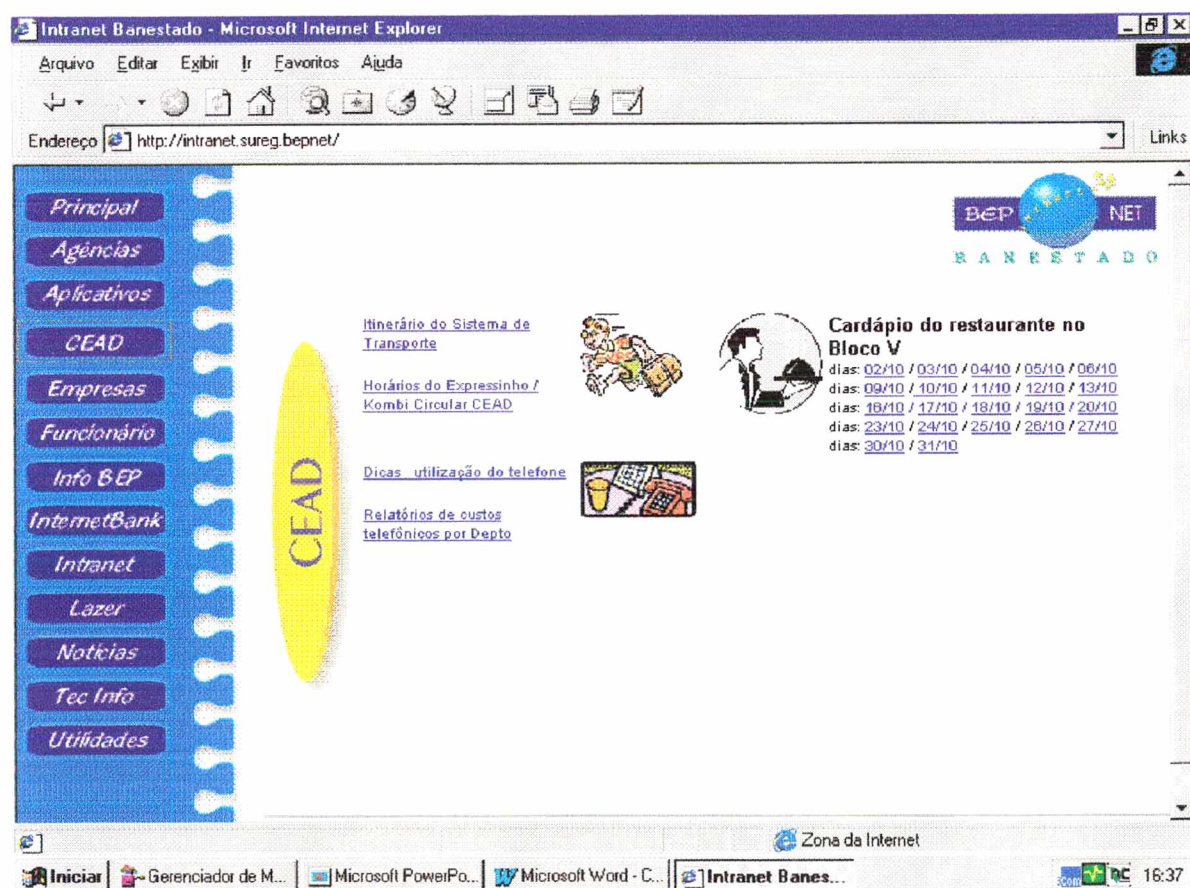 Intranet Banestado - Microsoft Internet Explorer
Arquivo Editar Exibir Ir Favoritos Ajuda
Endereço http://intranet.sureg.bepnet/ Links
Principal
Agências
Aplicativos
CEAD
Empresas
Funcionário
Info BEP
InternetBank
Intranet
Lazer
Notícias
Tec Info
Utilidades
CEAD
Itinerário do Sistema de
Transporte
Horários do Expressinho /
Kombi Circular CEAD
Dicas utilização do telefone
Relatórios de custos
telefônicos por Depto
BEP NET
BANESTADO
Cardápio do restaurante no
Bloco V
dias: 02/10 / 03/10 / 04/10 / 05/10 / 06/10
dias: 09/10 / 10/10 / 11/10 / 12/10 / 13/10
dias: 16/10 / 17/10 / 18/10 / 19/10 / 20/10
dias: 23/10 / 24/10 / 25/10 / 26/10 / 27/10
dias: 30/10 / 31/10
Zona da Internet
Iniciar Gerenciador de M... Microsoft PowerPo... Microsoft Word - C... Intranet Banes... 16:37